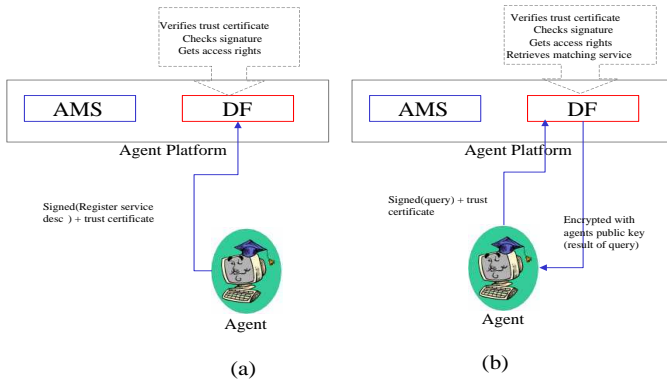 Verifies trust certificate
Checks signature
Gets access rights
AMS
DF
Agent Platform
Signed(Register service
desc ) + trust certificate
Agent
(a)
Verifies trust certificate
Checks signature
Gets access rights
Retrieves matching service
AMS
DF
Agent Platform
Signed(query) + trust
certificate
Encrypted with
agents public key
(result of query)
Agent
(b)